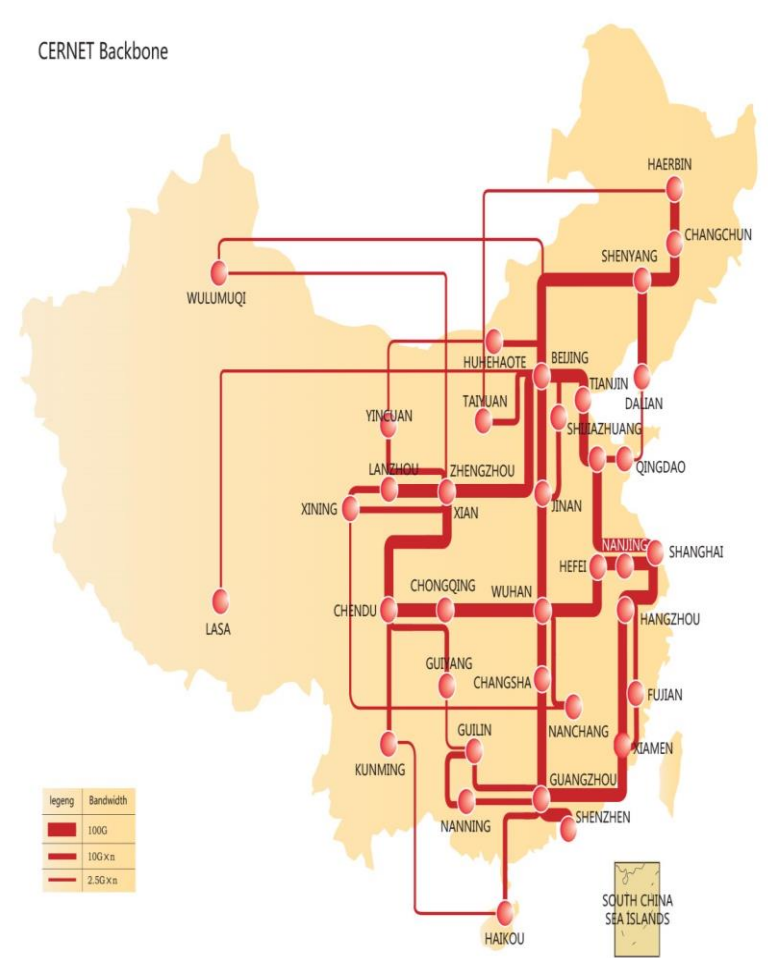 CERNET Backbone
HAERBIN
CHANGCHUN
SHENYANG
WULUMUQI
HUHEHAOTE
BEIJING
TIANJIN
DALIAN
TAIYUAN
YINCUAN
SHIJIAZHUANG
LANZHOU
ZHENGZHOU
QINGDAO
XINING
XIAN
JINAN
NANJING
SHANGHAI
HEFEI
CHONGQING
WUHAN
CHENDU
HANGZHOU
LASA
GUIYANG
CHANGSHA
FUJIAN
GUILIN
NANCHANG
XIAMEN
KUNMING
GUANGZHOU
SHENZHEN
NANNING
legeng Bandwidth
100G
10G×n
2.5G×n
SOUTH CHINA
SEA ISLANDS
HAIKOU